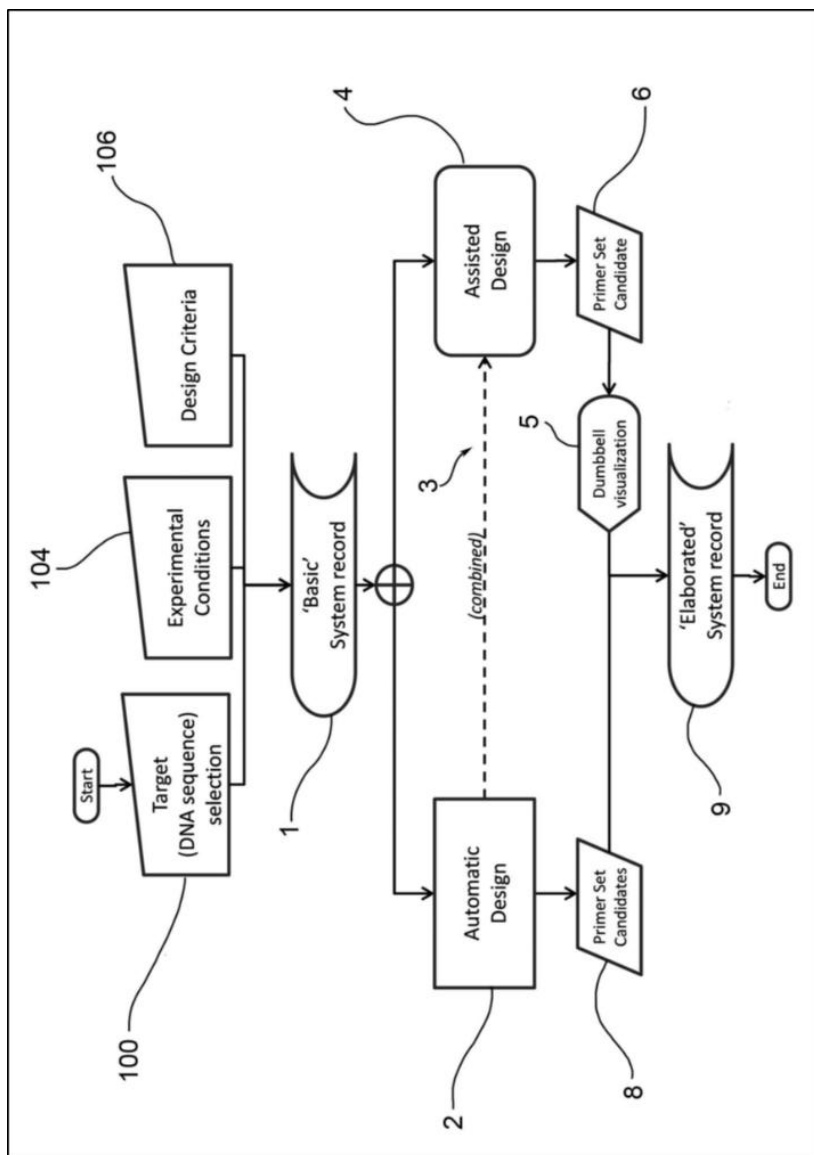 Start
100
Target
(DNA sequence)
selection
104
Experimental
Conditions
106
Design Criteria
1
'Basic'
System record
2
Automatic
Design
3
(combined)
4
Assisted
Design
8
Primer Set
Candidates
5
Dumbbell
visualization
6
Primer Set
Candidate
9
'Elaborated'
System record
End